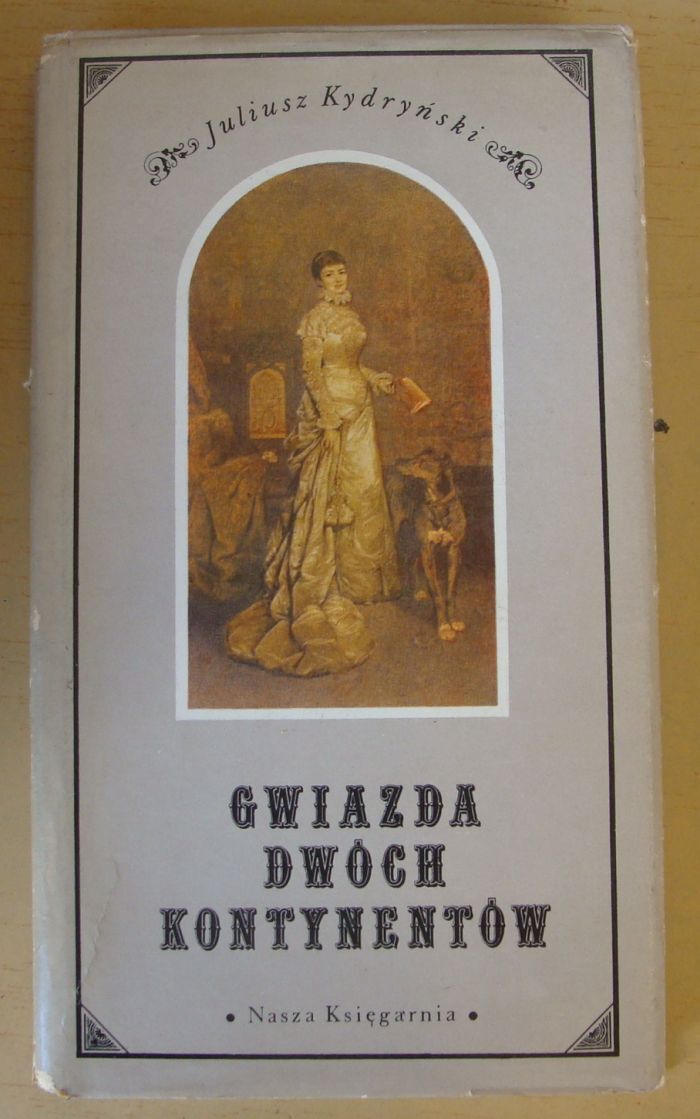 Juliusz Kydryński
GWIAZDA
DWÓCH
KONTYNENTÓW
• Nasza Księgarnia •